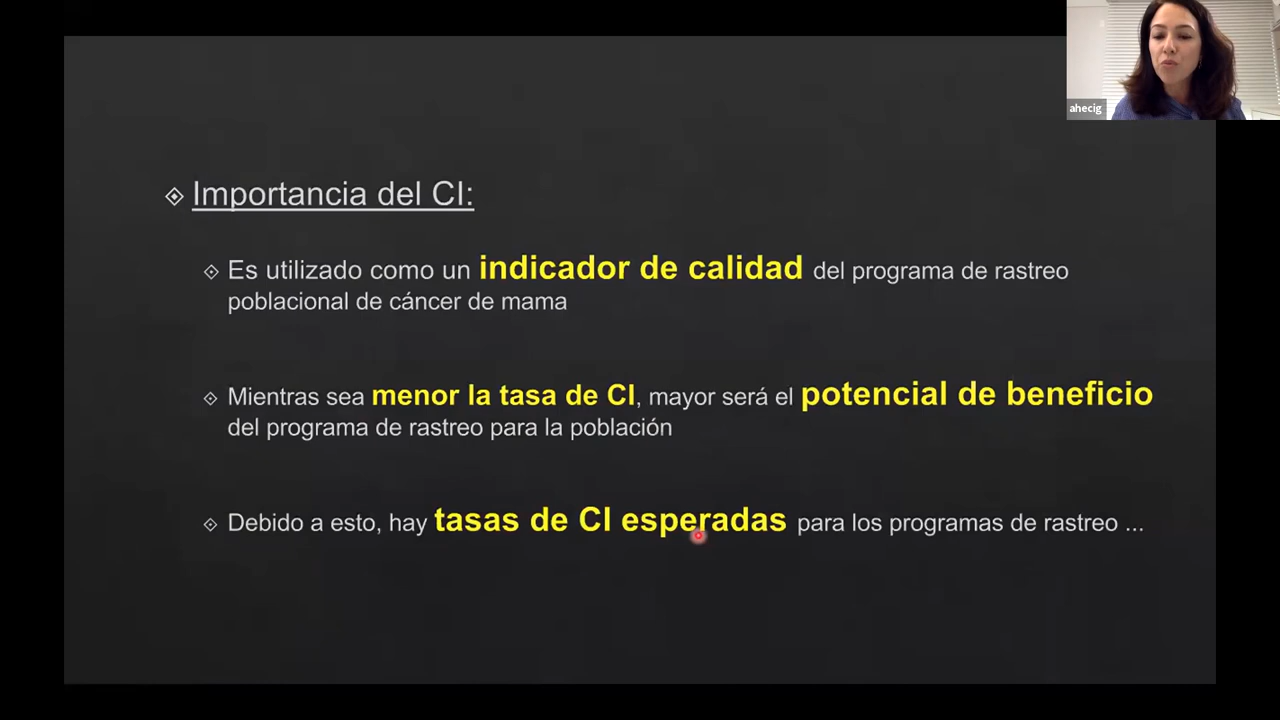 ahecig
Importancia del CI:
Es utilizado como un indicador de calidad del programa de rastreo
poblacional de cáncer de mama
Mientras sea menor la tasa de CI, mayor será el potencial de beneficio
del programa de rastreo para la población
Debido a esto, hay tasas de CI esperadas para los programas de rastreo ...